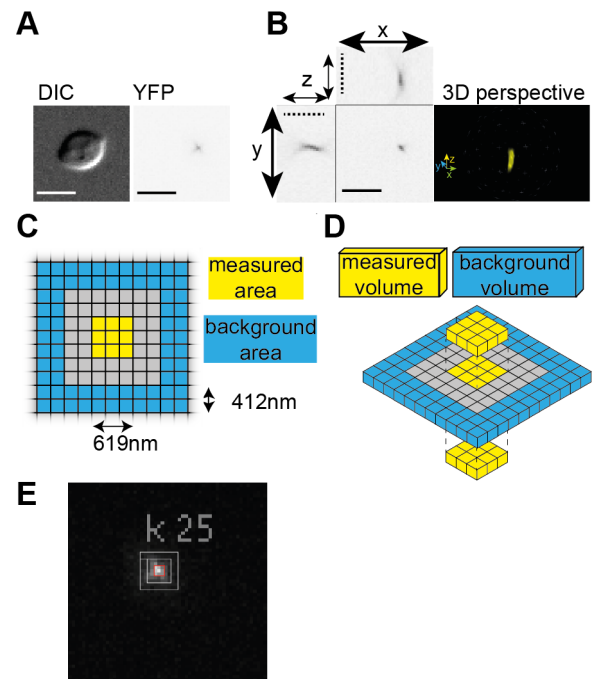 A
B
DIC
YFP
x
z
y
3D perspective
z
y
x
C
D
measured
area
background
area
412nm
619nm
measured
volume
background
volume
E
k 25